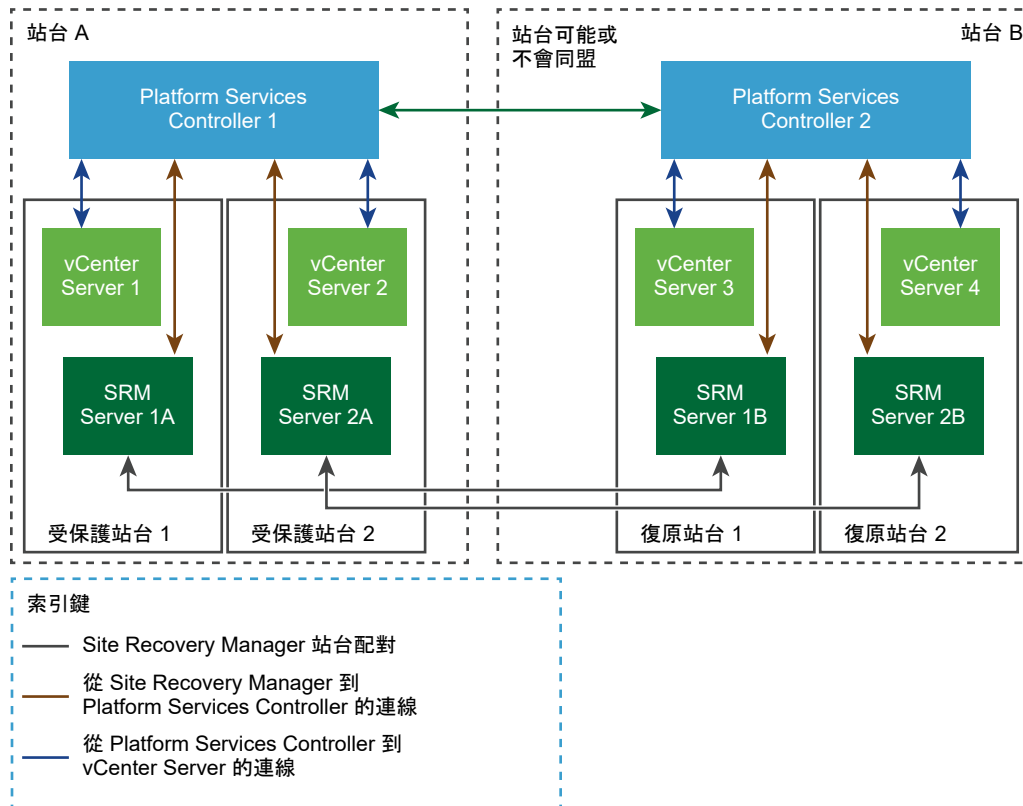 站台 A
站台可能或
不會同盟
站台 B
Platform Services
Controller 1
Platform Services
Controller 2
vCenter
Server 1
vCenter
Server 2
vCenter
Server 3
vCenter
Server 4
SRM
Server 1A
SRM
Server 2A
SRM
Server 1B
SRM
Server 2B
受保護站台 1
受保護站台 2
復原站台 1
復原站台 2
索引鍵
Site Recovery Manager 站台配對
從 Site Recovery Manager 到
Platform Services Controller 的連線
從 Platform Services Controller 到
vCenter Server 的連線